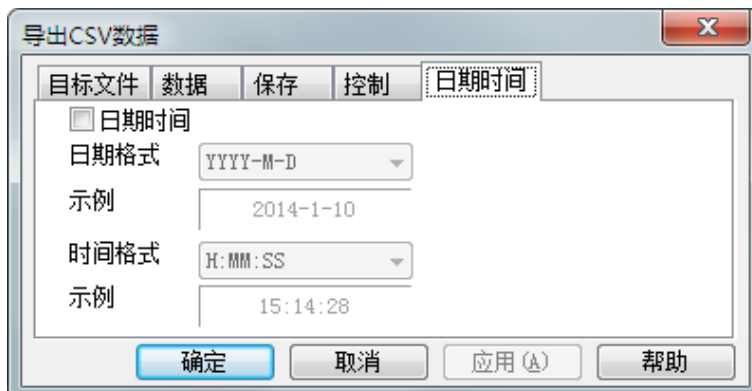 导出CSV数据
目标文件 数据 保存 控制 日期时间
日期时间
日期格式 YYYY-M-D
示例 2014-1-10
时间格式 H:MM:SS
示例 15:14:28
确定 取消 应用(A) 帮助